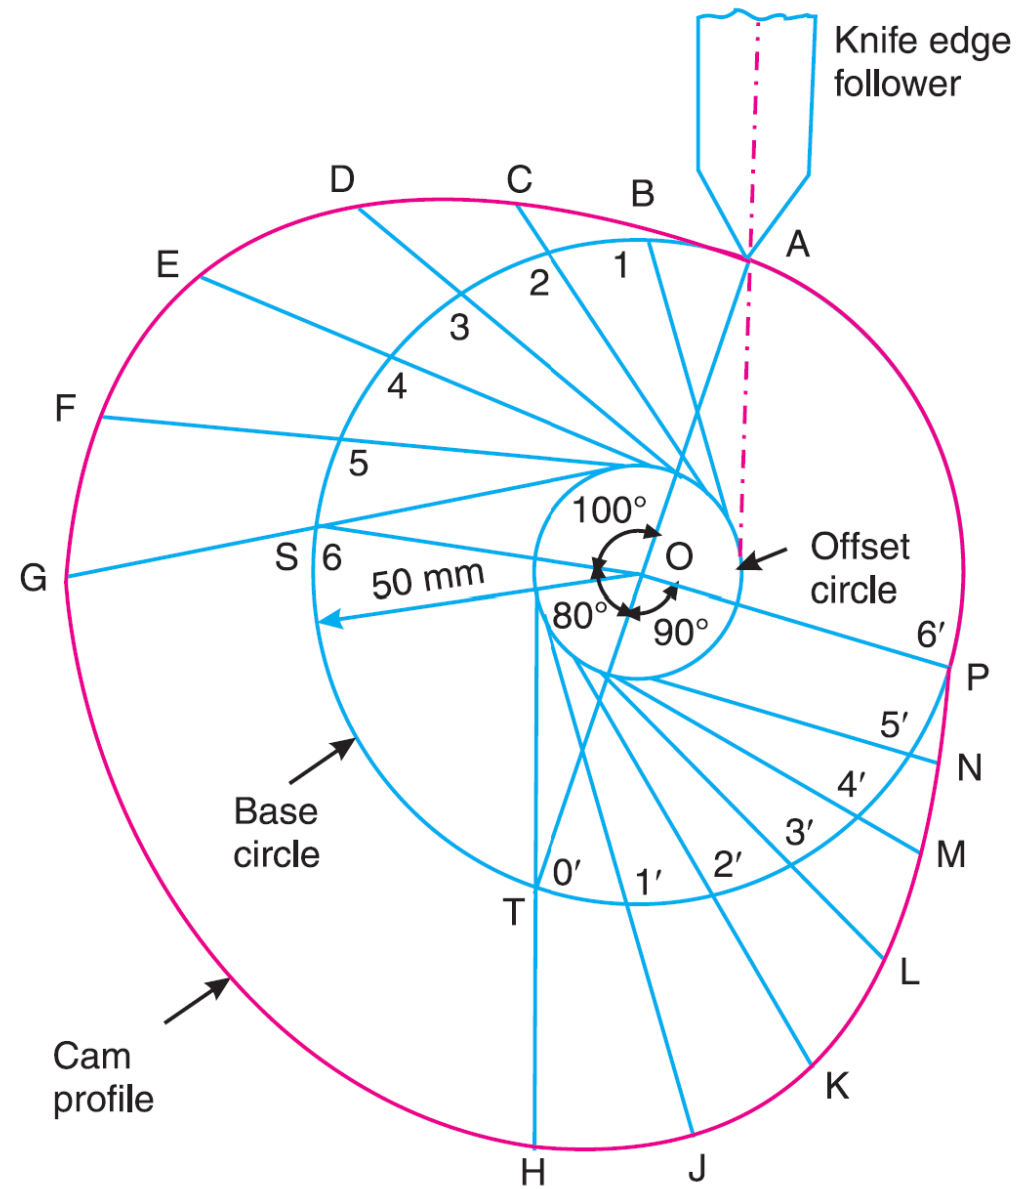 Knife edge
follower
D
C
B
A
E
1
2
3
4
F
5
100°
O
Offset
circle
S
6
G
50 mm
80°
90°
6′
P
5′
N
4′
Base
circle
3′
M
2′
0′
1′
T
L
Cam
profile
K
H
J